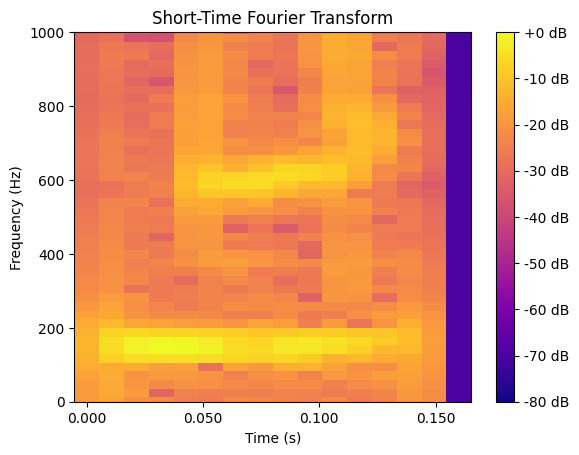 Short-Time Fourier Transform
1000
800
600
400
200
0
Frequency (Hz)
0.000
0.050
0.100
0.150
Time (s)
+0 dB
-10 dB
-20 dB
-30 dB
-40 dB
-50 dB
-60 dB
-70 dB
-80 dB